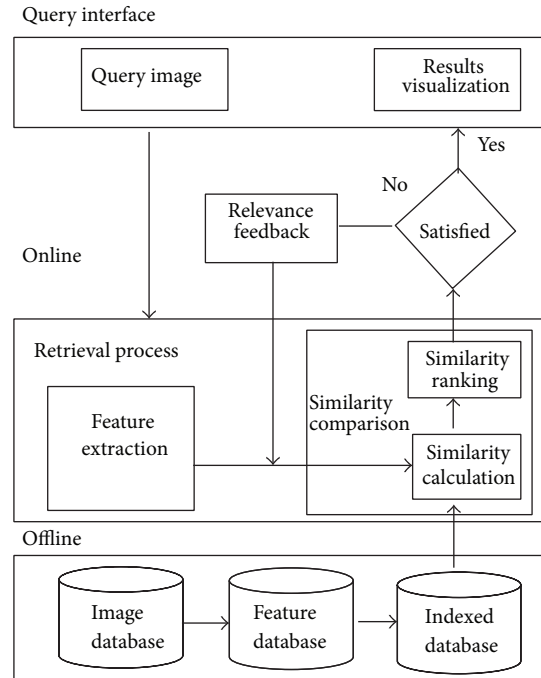 Query interface
Query image
Results
visualization
Yes
No
Relevance
feedback
Satisfied
Online
Retrieval process
Similarity
ranking
Feature
extraction
Similarity
comparison
Similarity
calculation
Offline
Image
database
Feature
database
Indexed
database